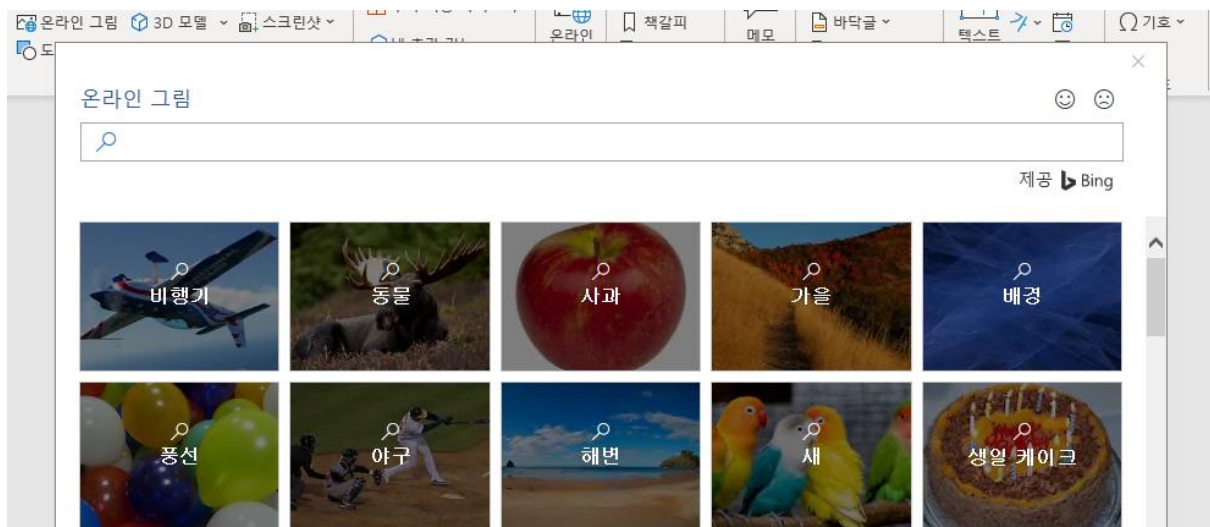 온라인 그림 3D 모델 스크린샷 책갈피 바닥글 기호
온라인 메모 텍스트
온라인 그림
제공 Bing
비행기 동물 사과 가을 배경
풍선 야구 해변 새 생일 케이크